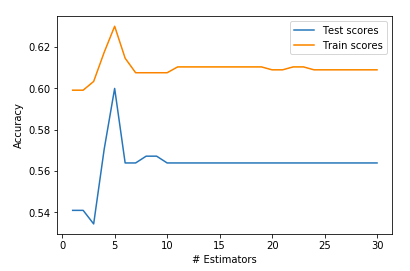 Test scores
Train scores
0.62
0.60
0.58
0.56
0.54
Accuracy
0 5 10 15 20 25 30
# Estimators